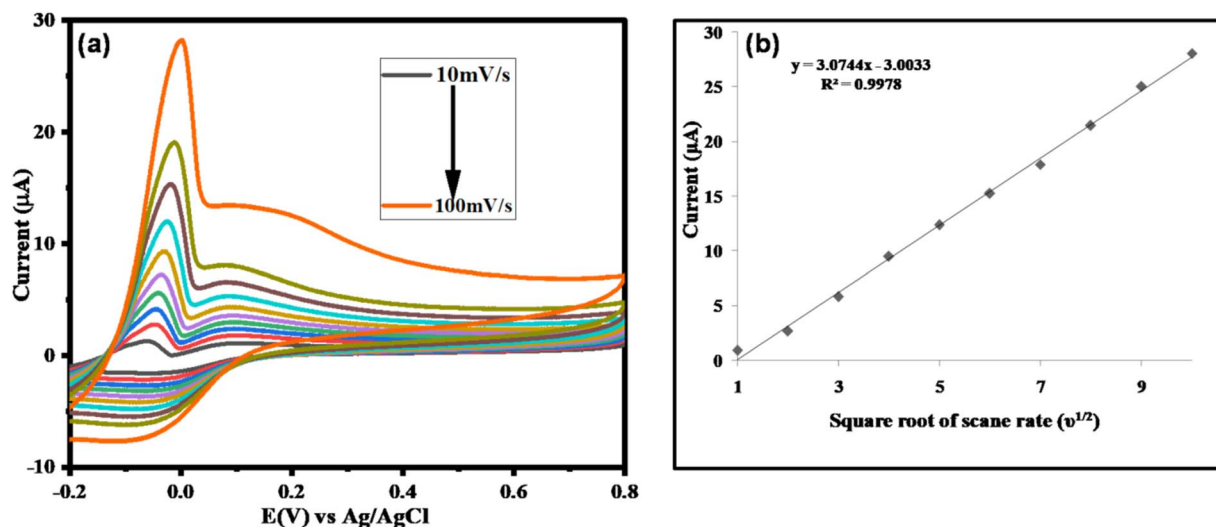 (a)
30
20
10
0
-10
Current (µA)
10mV/s
100mV/s
-0.2 0.0 0.2 0.4 0.6 0.8
E(V) vs Ag/AgCl
(b)
y = 3.0744x - 3.0033
R² = 0.9978
30
25
20
15
10
5
0
Current (µA)
1 3 5 7 9
Square root of scane rate (υ^1/2)